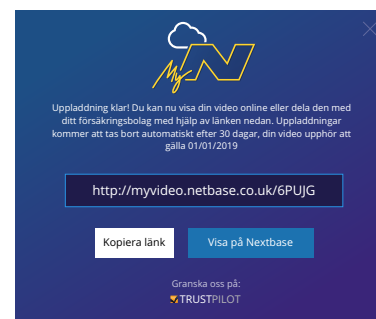 My N
Uppladdning klar! Du kan nu visa din video online eller dela den med
ditt försäkringsbolag med hjälp av länken nedan. Uppladdningar
kommer att tas bort automatiskt efter 30 dagar, din video upphör att
gälla 01/01/2019
http://myvideo.netbase.co.uk/6PUJG
Kopiera länk
Visa på Nextbase
Granska oss på:
TRUSTPILOT